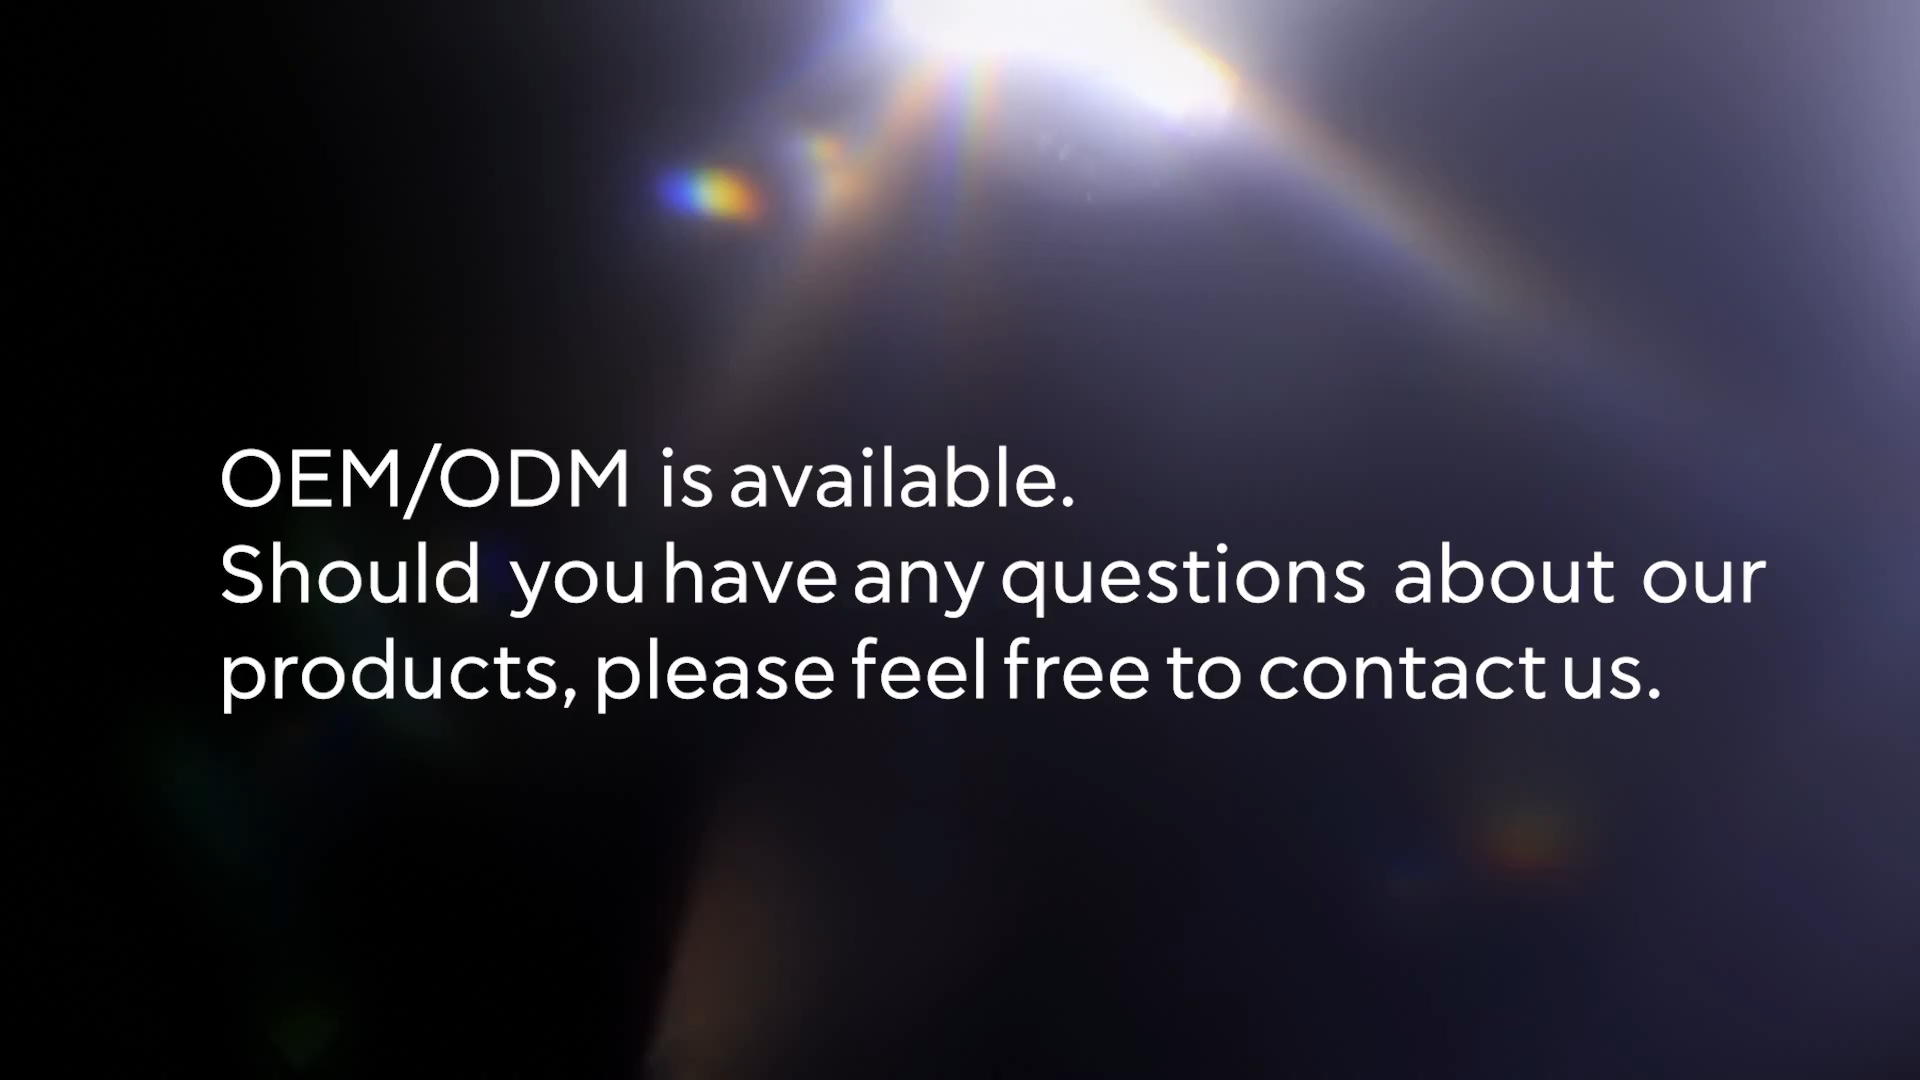 OEM/ODM is available.
Should you have any questions about our
products, please feel free to contact us.